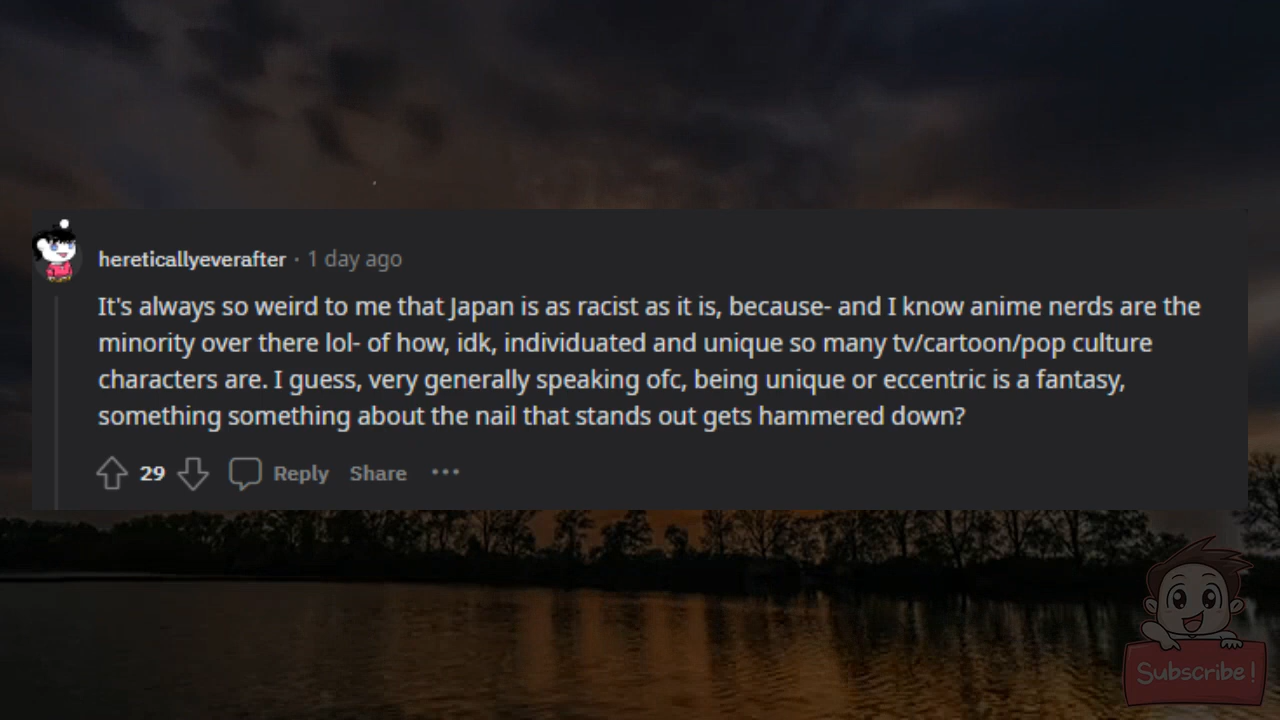 hereticallyeverafter · 1 day ago
It's always so weird to me that Japan is as racist as it is, because- and I know anime nerds are the
minority over there lol- of how, idk, individuated and unique so many tv/cartoon/pop culture
characters are. I guess, very generally speaking ofc, being unique or eccentric is a fantasy,
something something about the nail that stands out gets hammered down?
29 Reply Share ···
Subscribe!